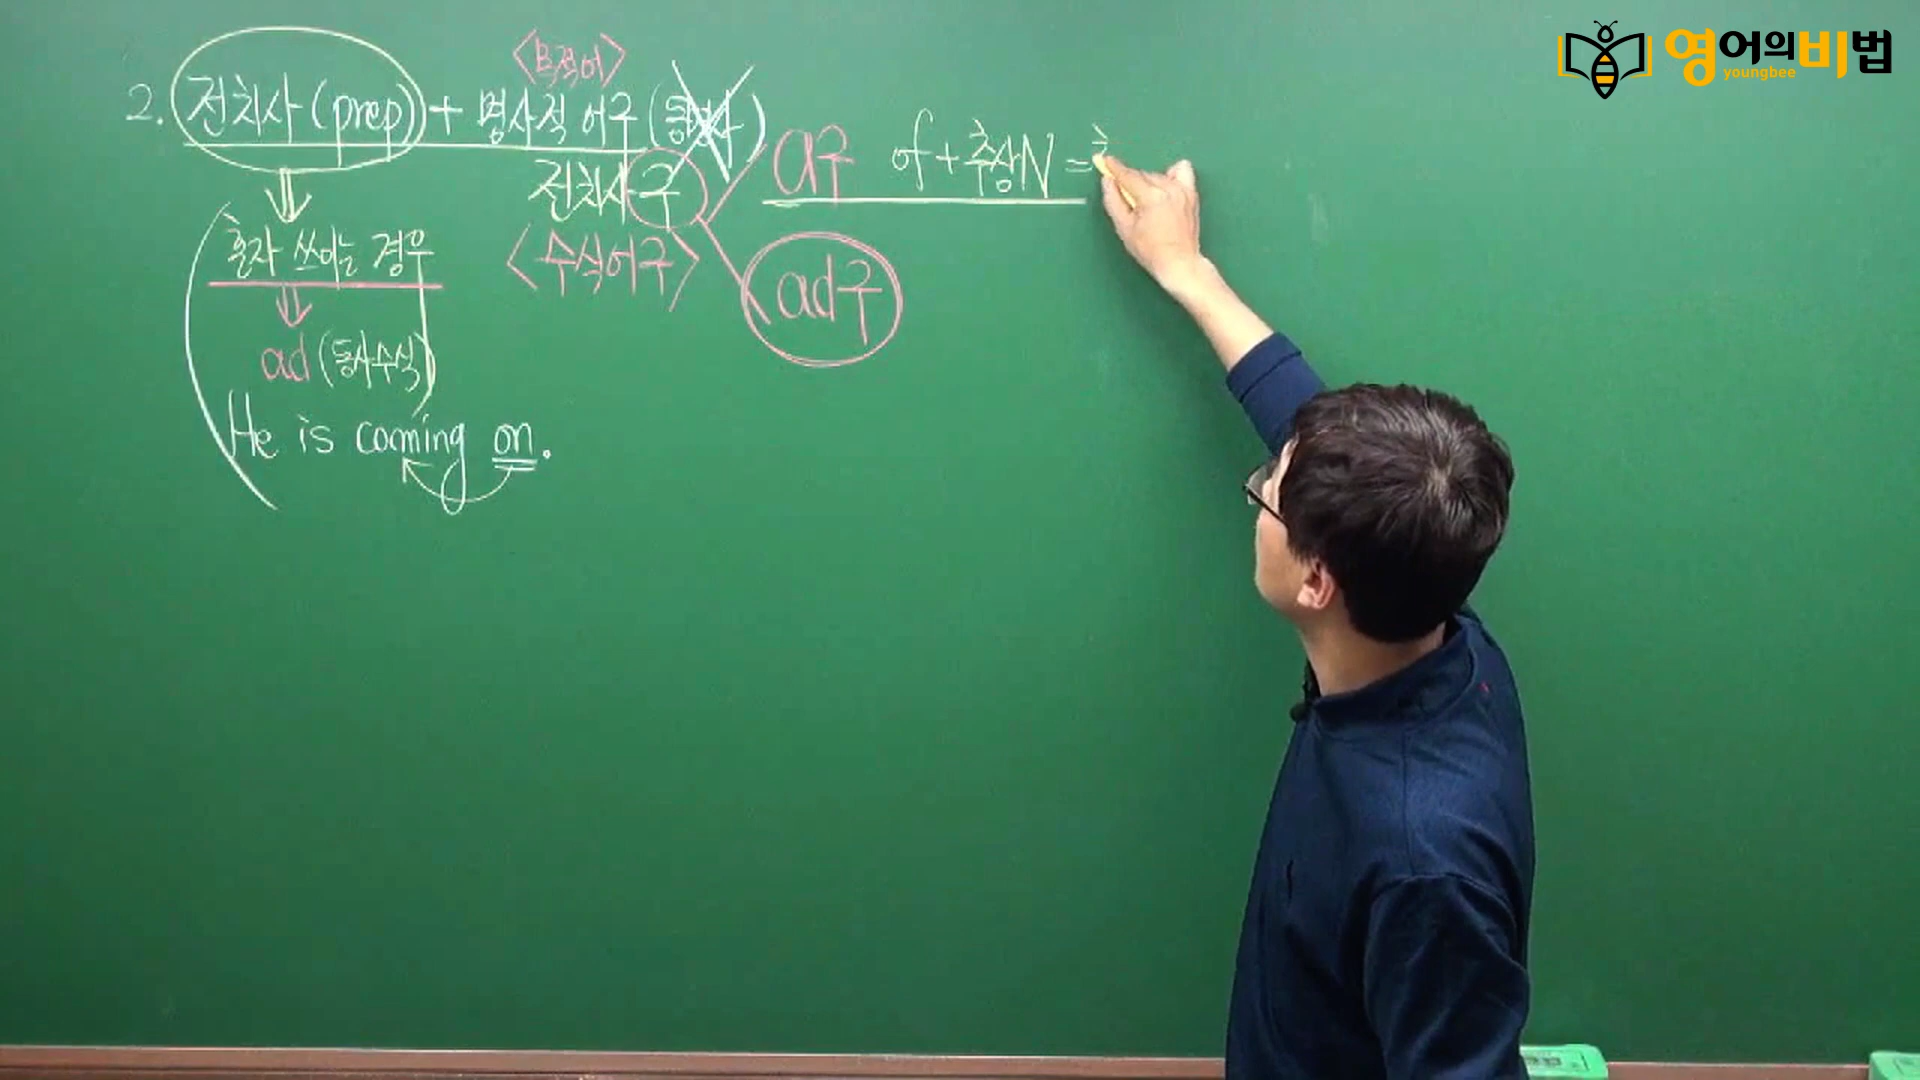 영어의비법
youngbee
<목적어>
2. 전치사(prep) + 명사적 어구 (동명사)
전치사구
<수식어구>
a구 of + 추상N =
ad구
혼자 쓰이는 경우
ad (동사수식)
He is coming on.